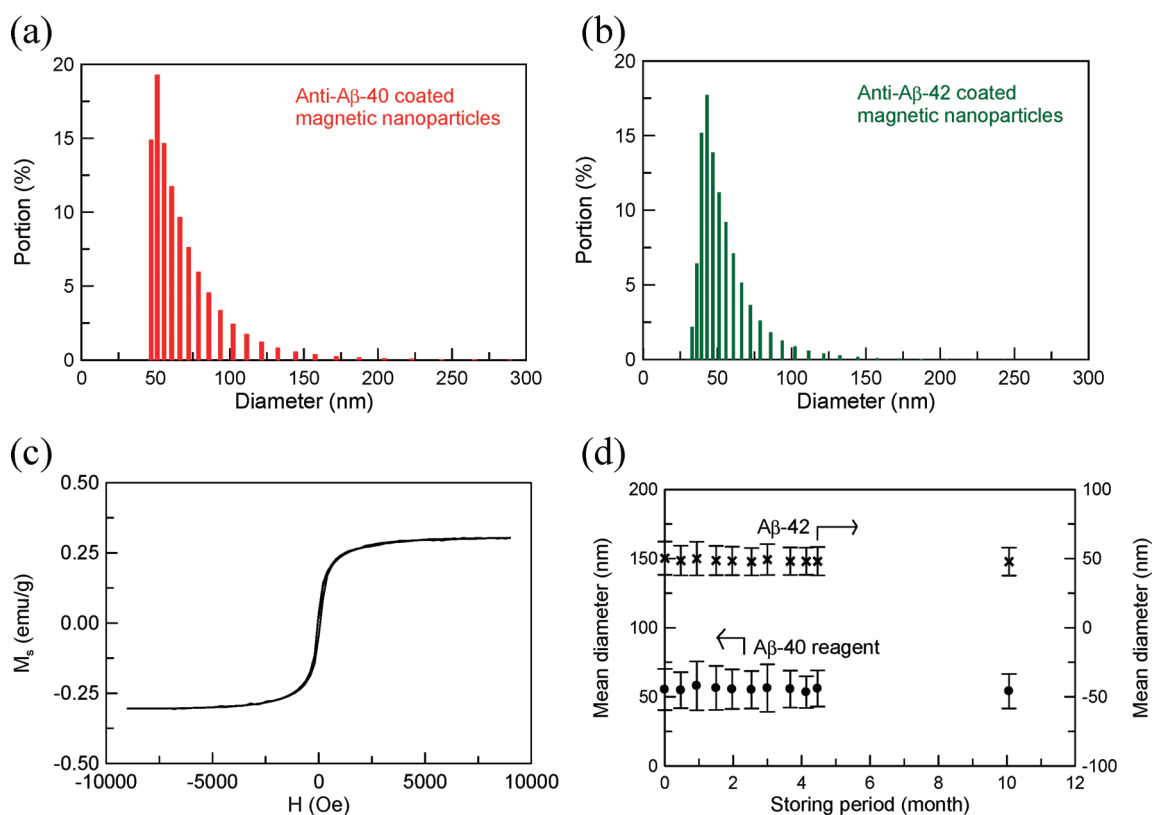 (a)
20
15
10
5
0
Portion (%)
Anti-Aβ-40 coated
magnetic nanoparticles
0 50 100 150 200 250 300
Diameter (nm)
(b)
20
15
10
5
0
Portion (%)
Anti-Aβ-42 coated
magnetic nanoparticles
0 50 100 150 200 250 300
Diameter (nm)
(c)
0.50
0.25
0.00
-0.25
-0.50
Ms (emu/g)
-10000 -5000 0 5000 10000
H (Oe)
(d)
200
150
100
50
0
Mean diameter (nm)
Aβ-42
Aβ-40 reagent
100
50
0
-50
-100
Mean diameter (nm)
0 2 4 6 8 10 12
Storing period (month)